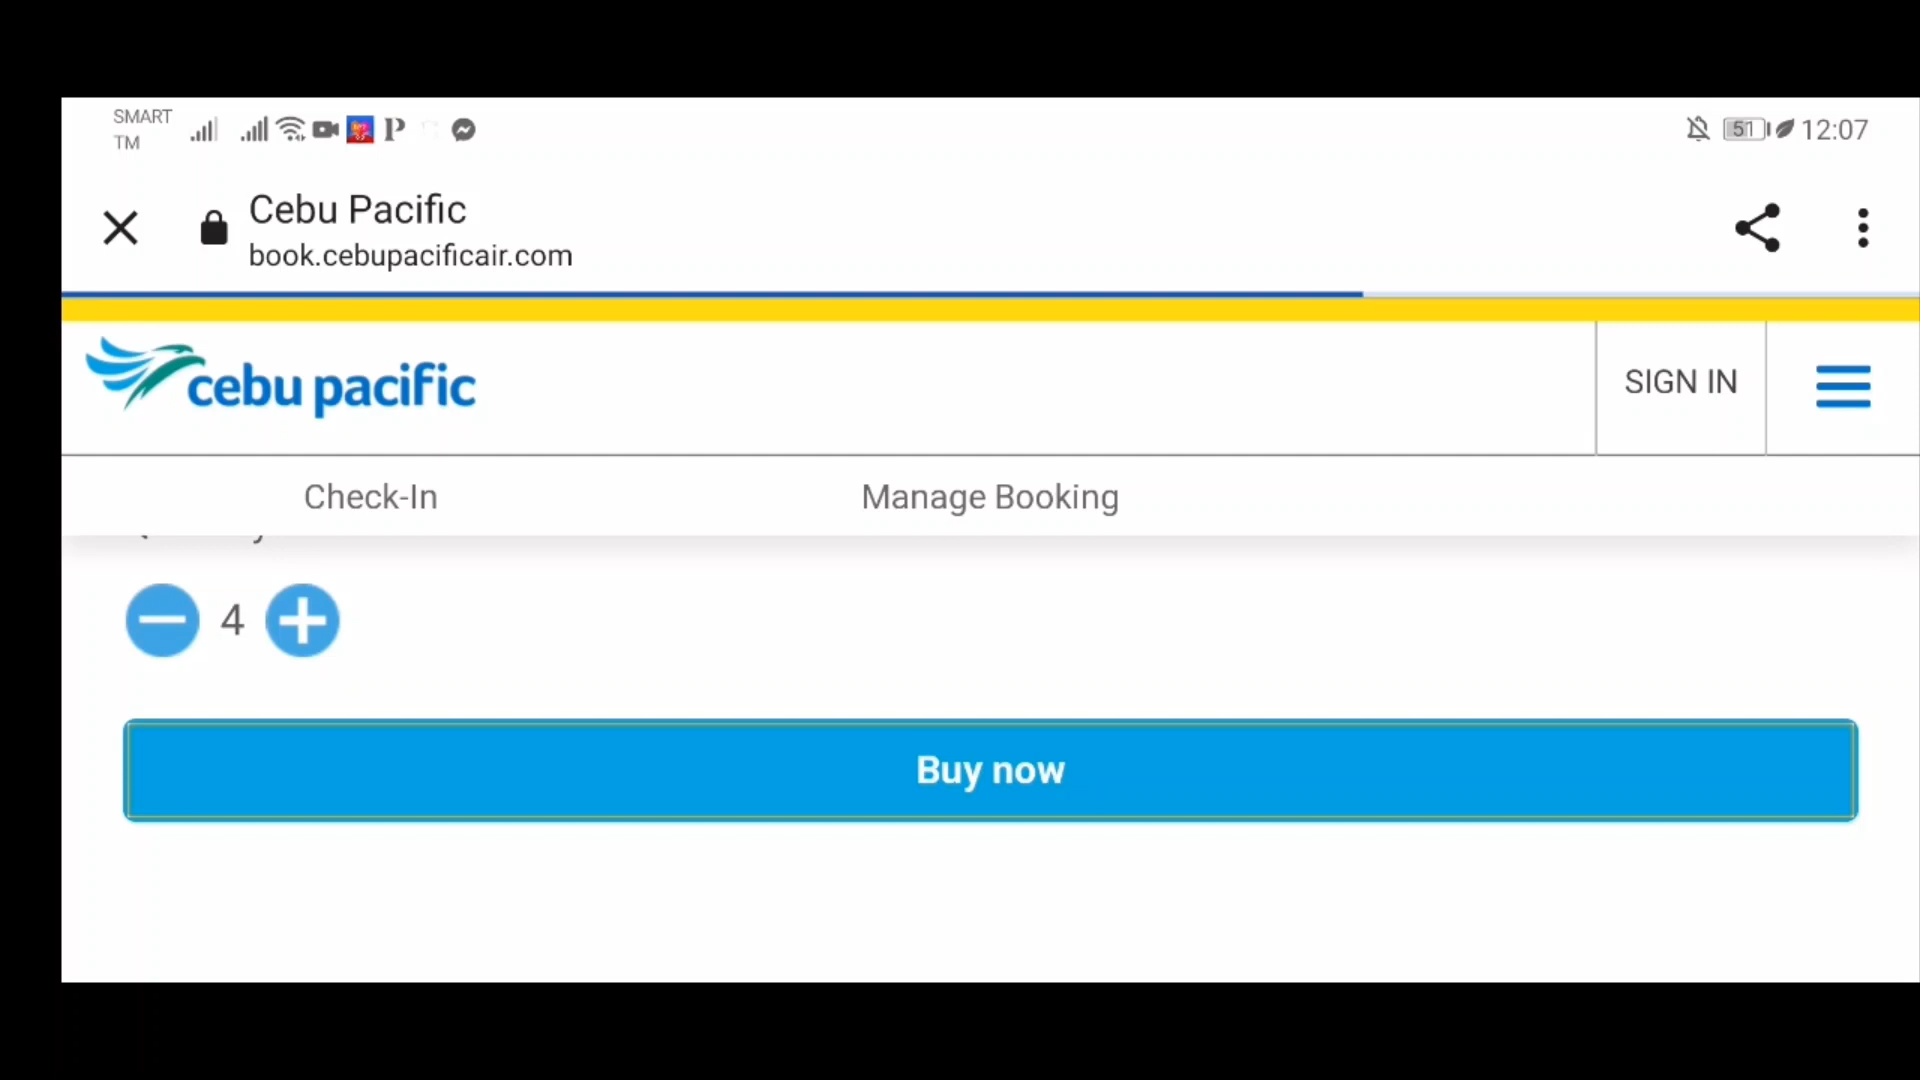 SMART
TM
P
51 12:07
Cebu Pacific
book.cebupacificair.com
cebu pacific
SIGN IN
Check-In
Manage Booking
4
Buy now